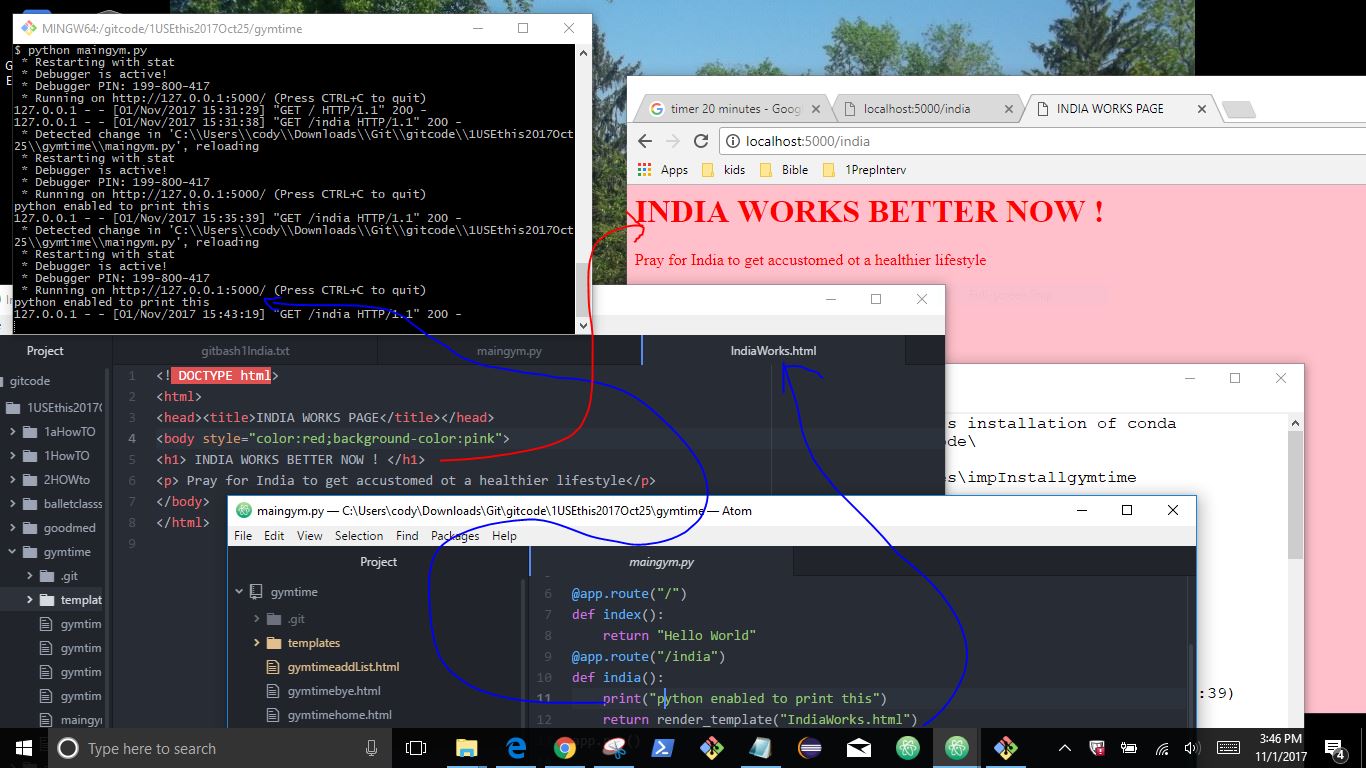 MINGW64:/gitcode/1USEthis2017Oct25/gymtime
$ python maingym.py
* Restarting with stat
* Debugger is active!
* Debugger PIN: 199-800-417
* Running on http://127.0.0.1:5000/ (Press CTRL+C to quit)
127.0.0.1 - - [01/Nov/2017 15:31:29] "GET / HTTP/1.1" 200 -
127.0.0.1 - - [01/Nov/2017 15:31:38] "GET /india HTTP/1.1" 200 -
* Detected change in 'C:\\Users\\cody\\Downloads\\Git\\gitcode\\1USEthis2017Oct
25\\gymtime\\maingym.py', reloading
* Restarting with stat
* Debugger is active!
* Debugger PIN: 199-800-417
* Running on http://127.0.0.1:5000/ (Press CTRL+C to quit)
python enabled to print this
127.0.0.1 - - [01/Nov/2017 15:35:39] "GET /india HTTP/1.1" 200 -
* Detected change in 'C:\\Users\\cody\\Downloads\\Git\\gitcode\\1USEthis2017Oct
25\\gymtime\\maingym.py', reloading
* Restarting with stat
* Debugger is active!
* Debugger PIN: 199-800-417
* Running on http://127.0.0.1:5000/ (Press CTRL+C to quit)
python enabled to print this
127.0.0.1 - - [01/Nov/2017 15:43:19] "GET /india HTTP/1.1" 200 -
timer 20 minutes - Goog
localhost:5000/india
INDIA WORKS PAGE
localhost:5000/india
Apps kids Bible 1PrepInterv
INDIA WORKS BETTER NOW !
Pray for India to get accustomed ot a healthier lifestyle
Project
gitbash1India.txt
maingym.py
IndiaWorks.html
gitcode
1USEthis2017
1aHowTO
1HowTO
2HOWto
balletclass
goodmed
gymtime
.git
templat
gymtim
gymtim
gymtim
gymtim
maingy
1 <! DOCTYPE html>
2 <html>
3 <head><title>INDIA WORKS PAGE</title></head>
4 <body style="color:red;background-color:pink">
5 <h1> INDIA WORKS BETTER NOW ! </h1>
6 <p> Pray for India to get accustomed ot a healthier lifestyle</p>
7 </body>
8 </html>
9
s installation of conda
ode\
es\impInstallgymtime
:39)
maingym.py — C:\Users\cody\Downloads\Git\gitcode\1USEthis2017Oct25\gymtime — Atom
File Edit View Selection Find Packages Help
Project
gymtime
.git
templates
gymtimeaddList.html
gymtimebye.html
gymtimehome.html
maingym.py
6 @app.route("/")
7 def index():
8 return "Hello World"
9 @app.route("/india")
10 def india():
11 print("python enabled to print this")
12 return render_template("IndiaWorks.html")
Type here to search
3:46 PM
11/1/2017
4